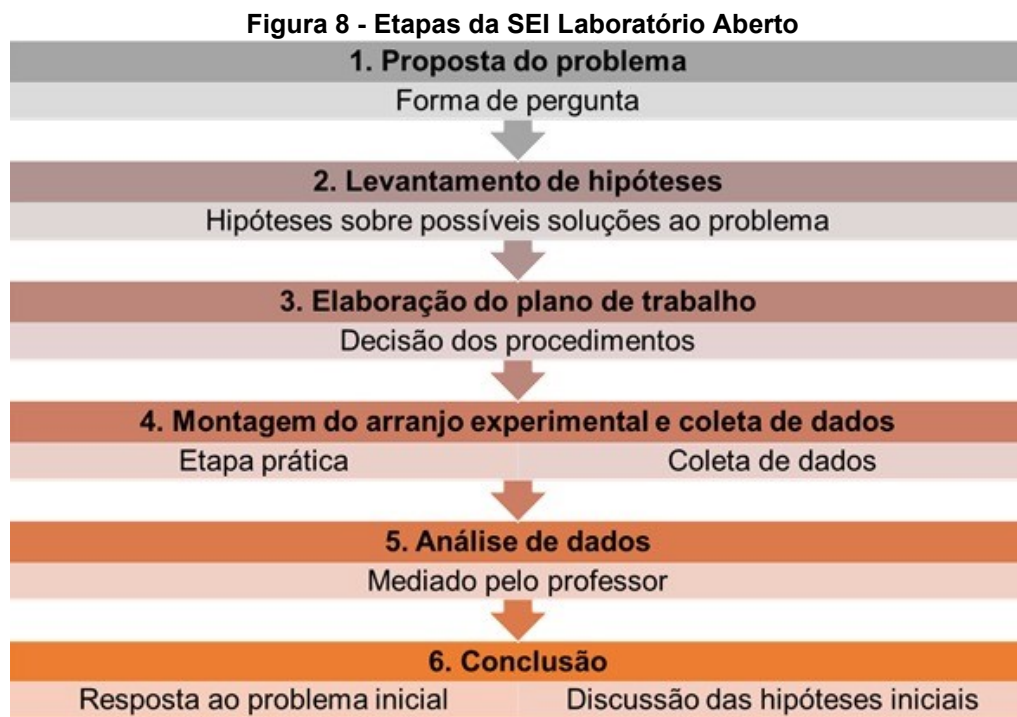 Figura 8 - Etapas da SEI Laboratório Aberto
1. Proposta do problema
Forma de pergunta
2. Levantamento de hipóteses
Hipóteses sobre possíveis soluções ao problema
3. Elaboração do plano de trabalho
Decisão dos procedimentos
4. Montagem do arranjo experimental e coleta de dados
Etapa prática Coleta de dados
5. Análise de dados
Mediado pelo professor
6. Conclusão
Resposta ao problema inicial Discussão das hipóteses iniciais